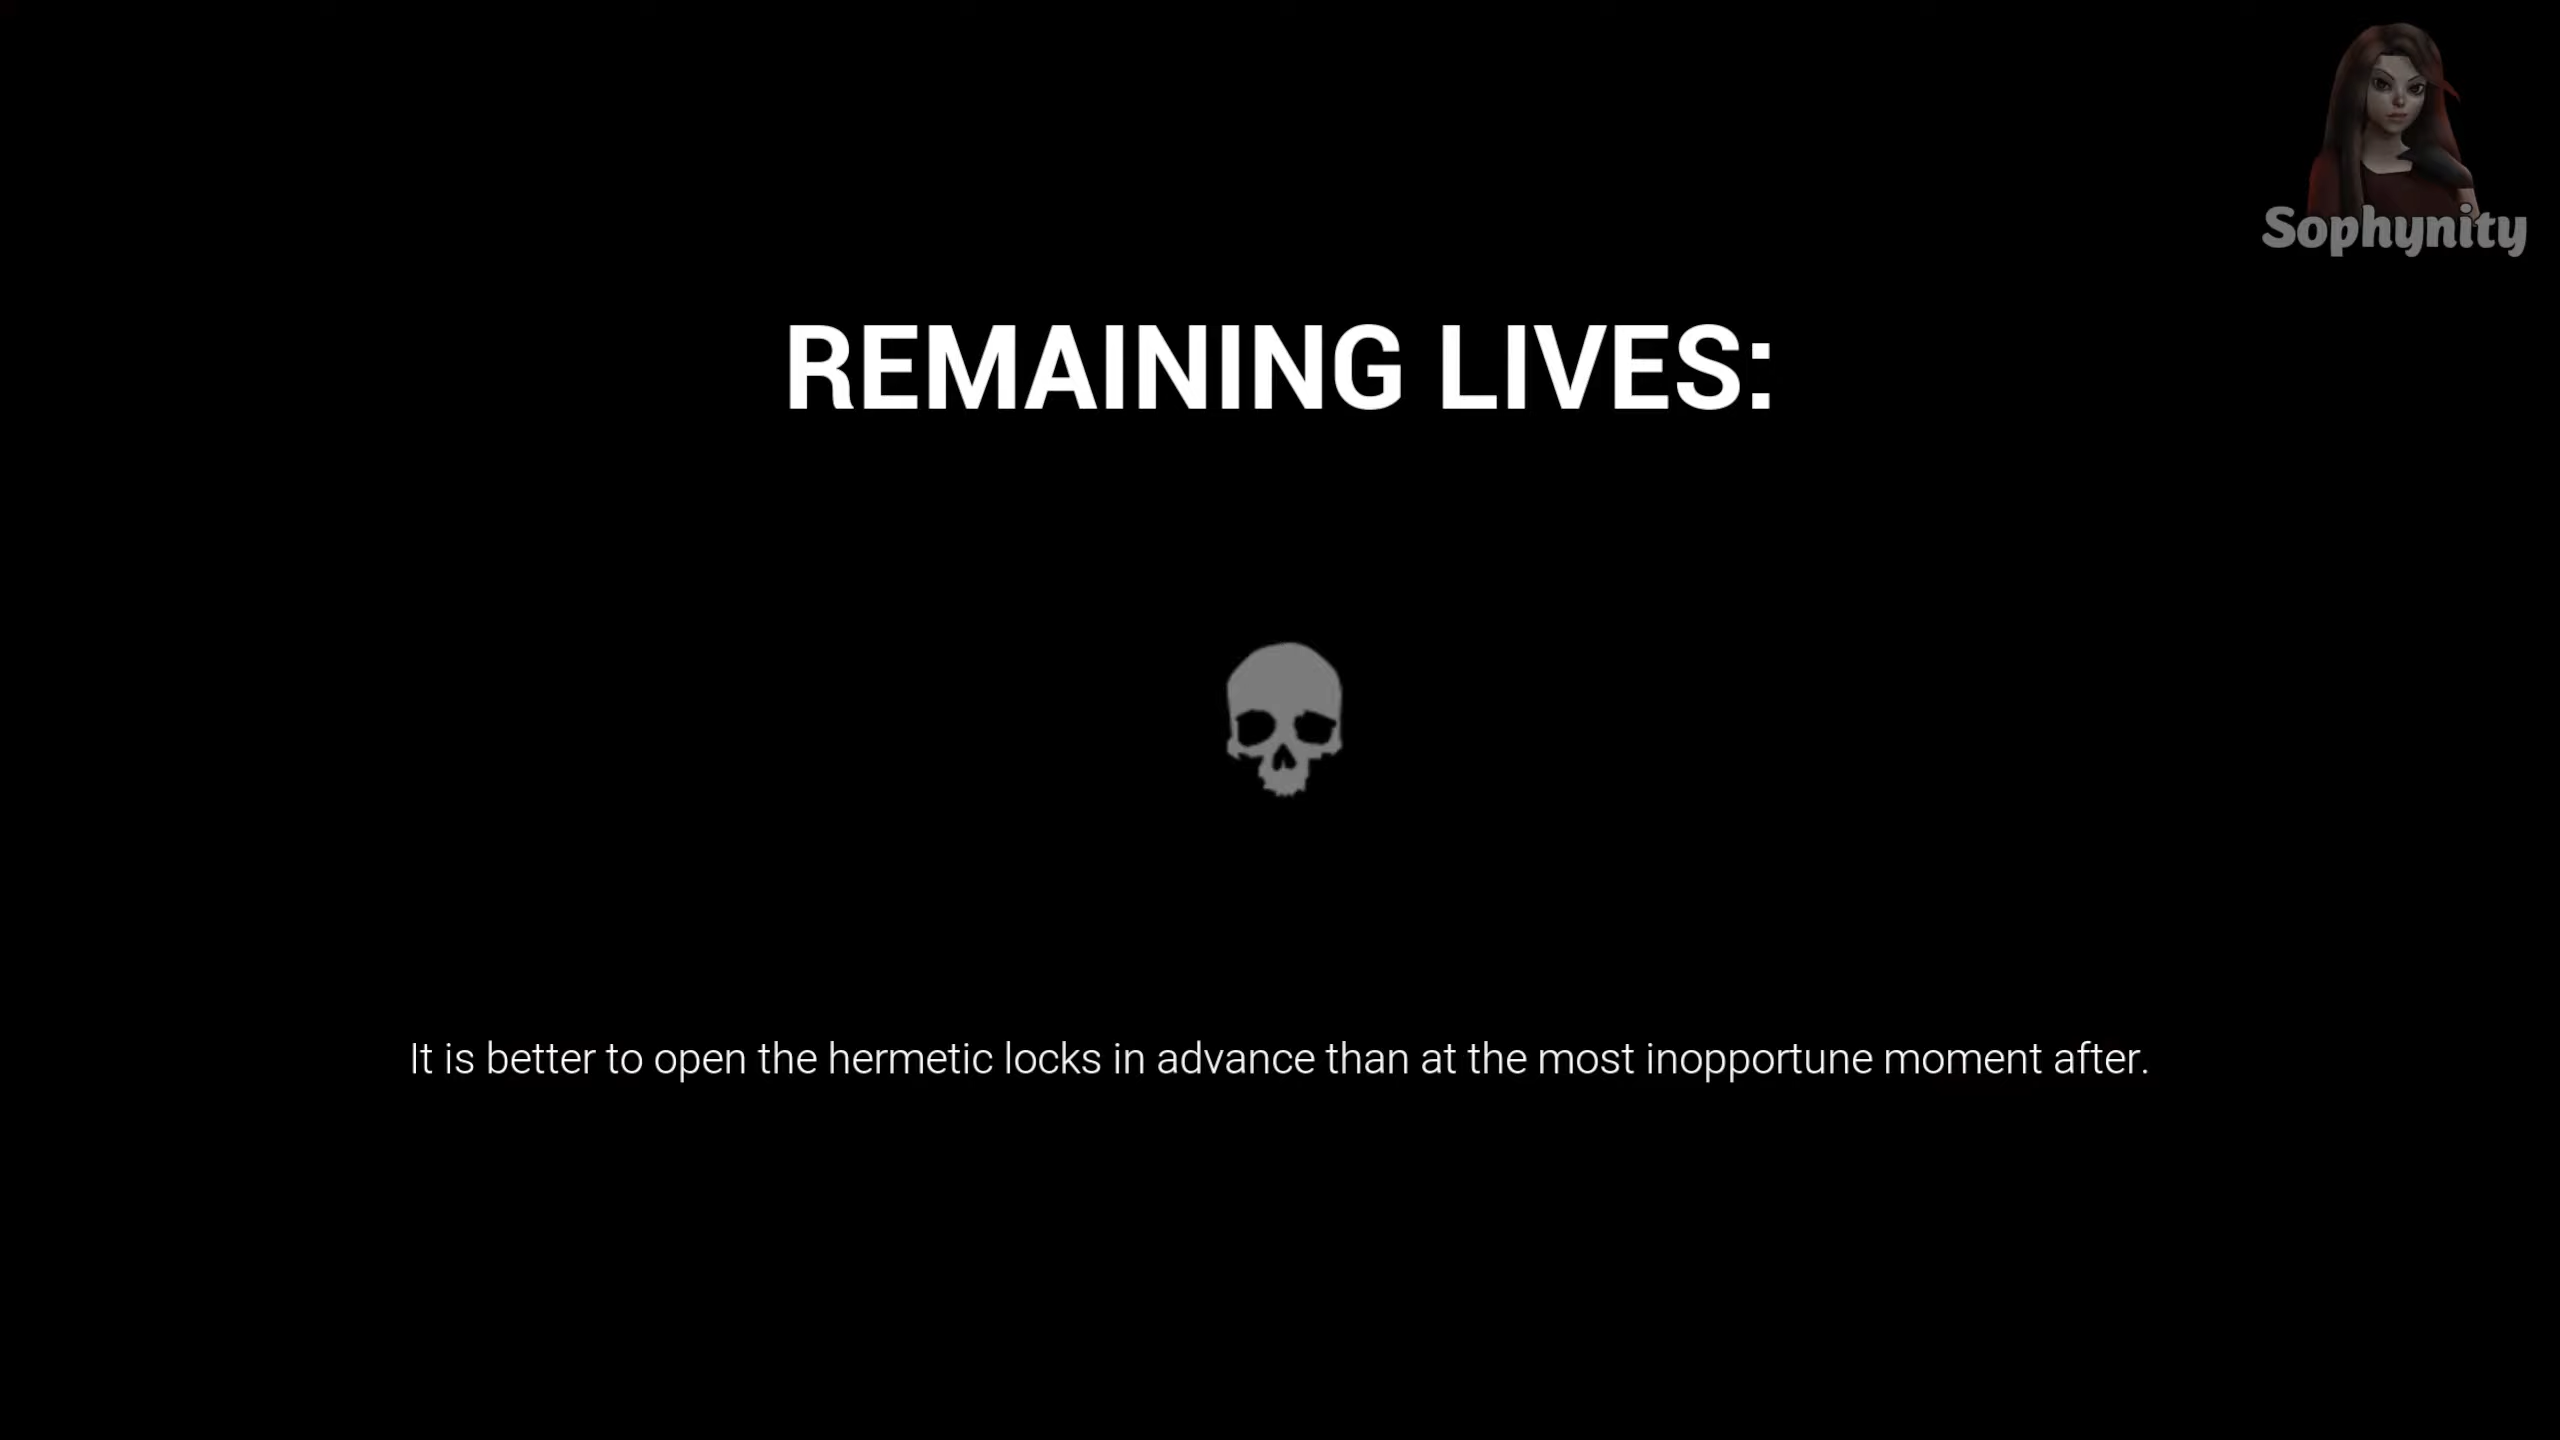 Sophynity
REMAINING LIVES:
It is better to open the hermetic locks in advance than at the most inopportune moment after.